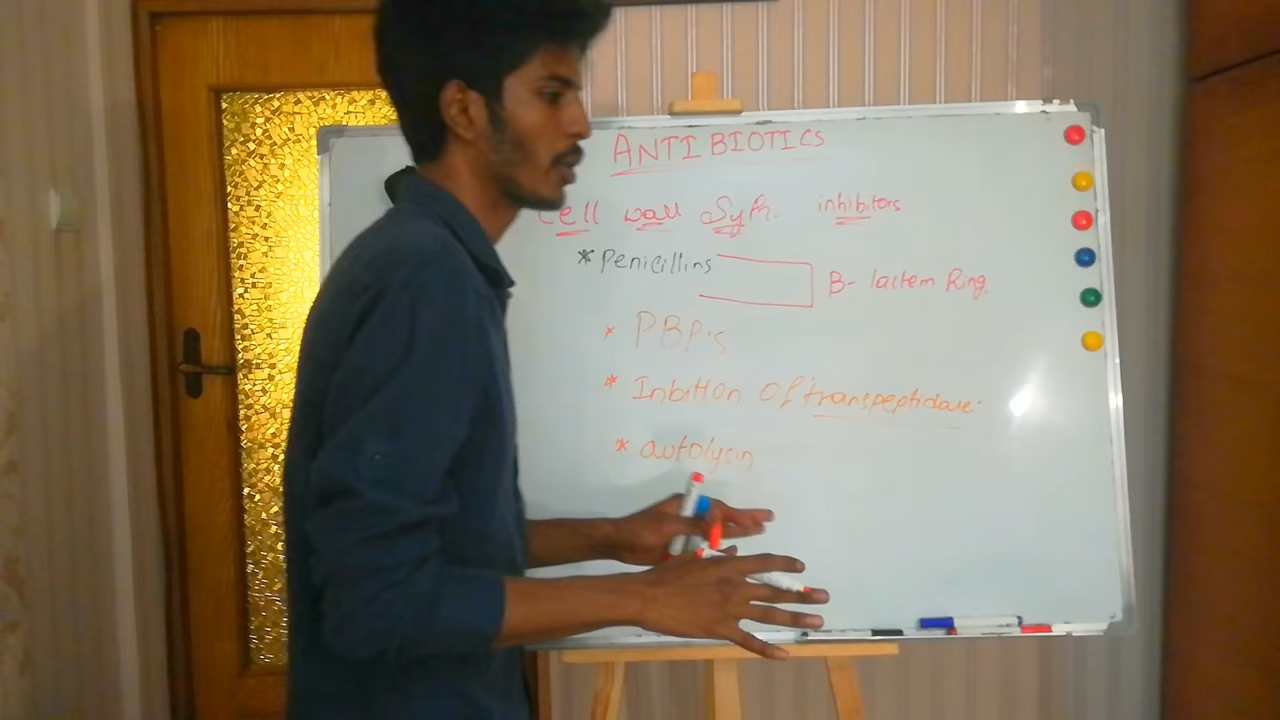 ANTIBIOTICS
Cell wall Syth. inhibitors
* Penicillins
B- lactem Ring.
* PBP's
* Inbition Of transpeptidase.
* autolysin